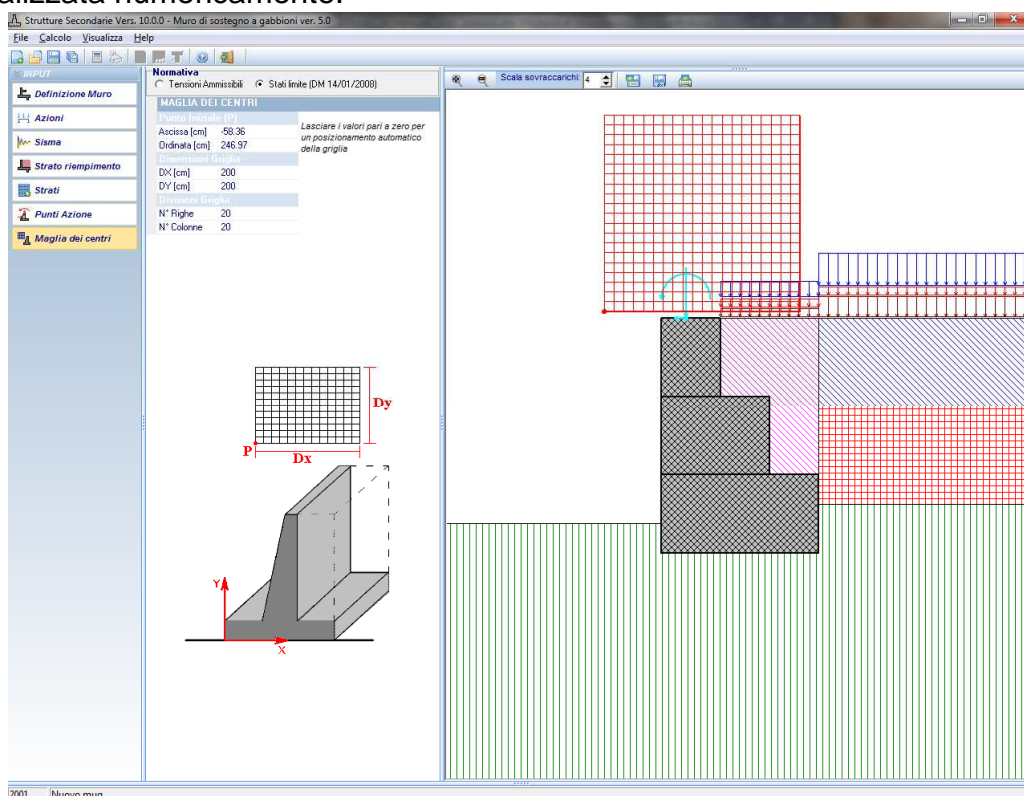 alizzata numericamente.
Strutture Secondarie Vers. 10.0.0 - Muro di sostegno a gabbioni ver. 5.0
File Calcolo Visualizza Help
INPUT
Definizione Muro
Azioni
Sisma
Strato riempimento
Strati
Punti Azione
Maglia dei centri
Normativa
Tensioni Ammissibili Stati limite (DM 14/01/2008)
MAGLIA DEI CENTRI
Punto Iniziale (P)
Ascissa [cm] -58.36
Ordinata [cm] 246.97
Dimensioni Griglia
DX [cm] 200
DY [cm] 200
Divisioni Griglia
N° Righe 20
N° Colonne 20
Lasciare i valori pari a zero per
un posizionamento automatico
della griglia
Dy
P
Dx
Y
X
Scala sovraccarichi: 4
2001 Nuovo.mug